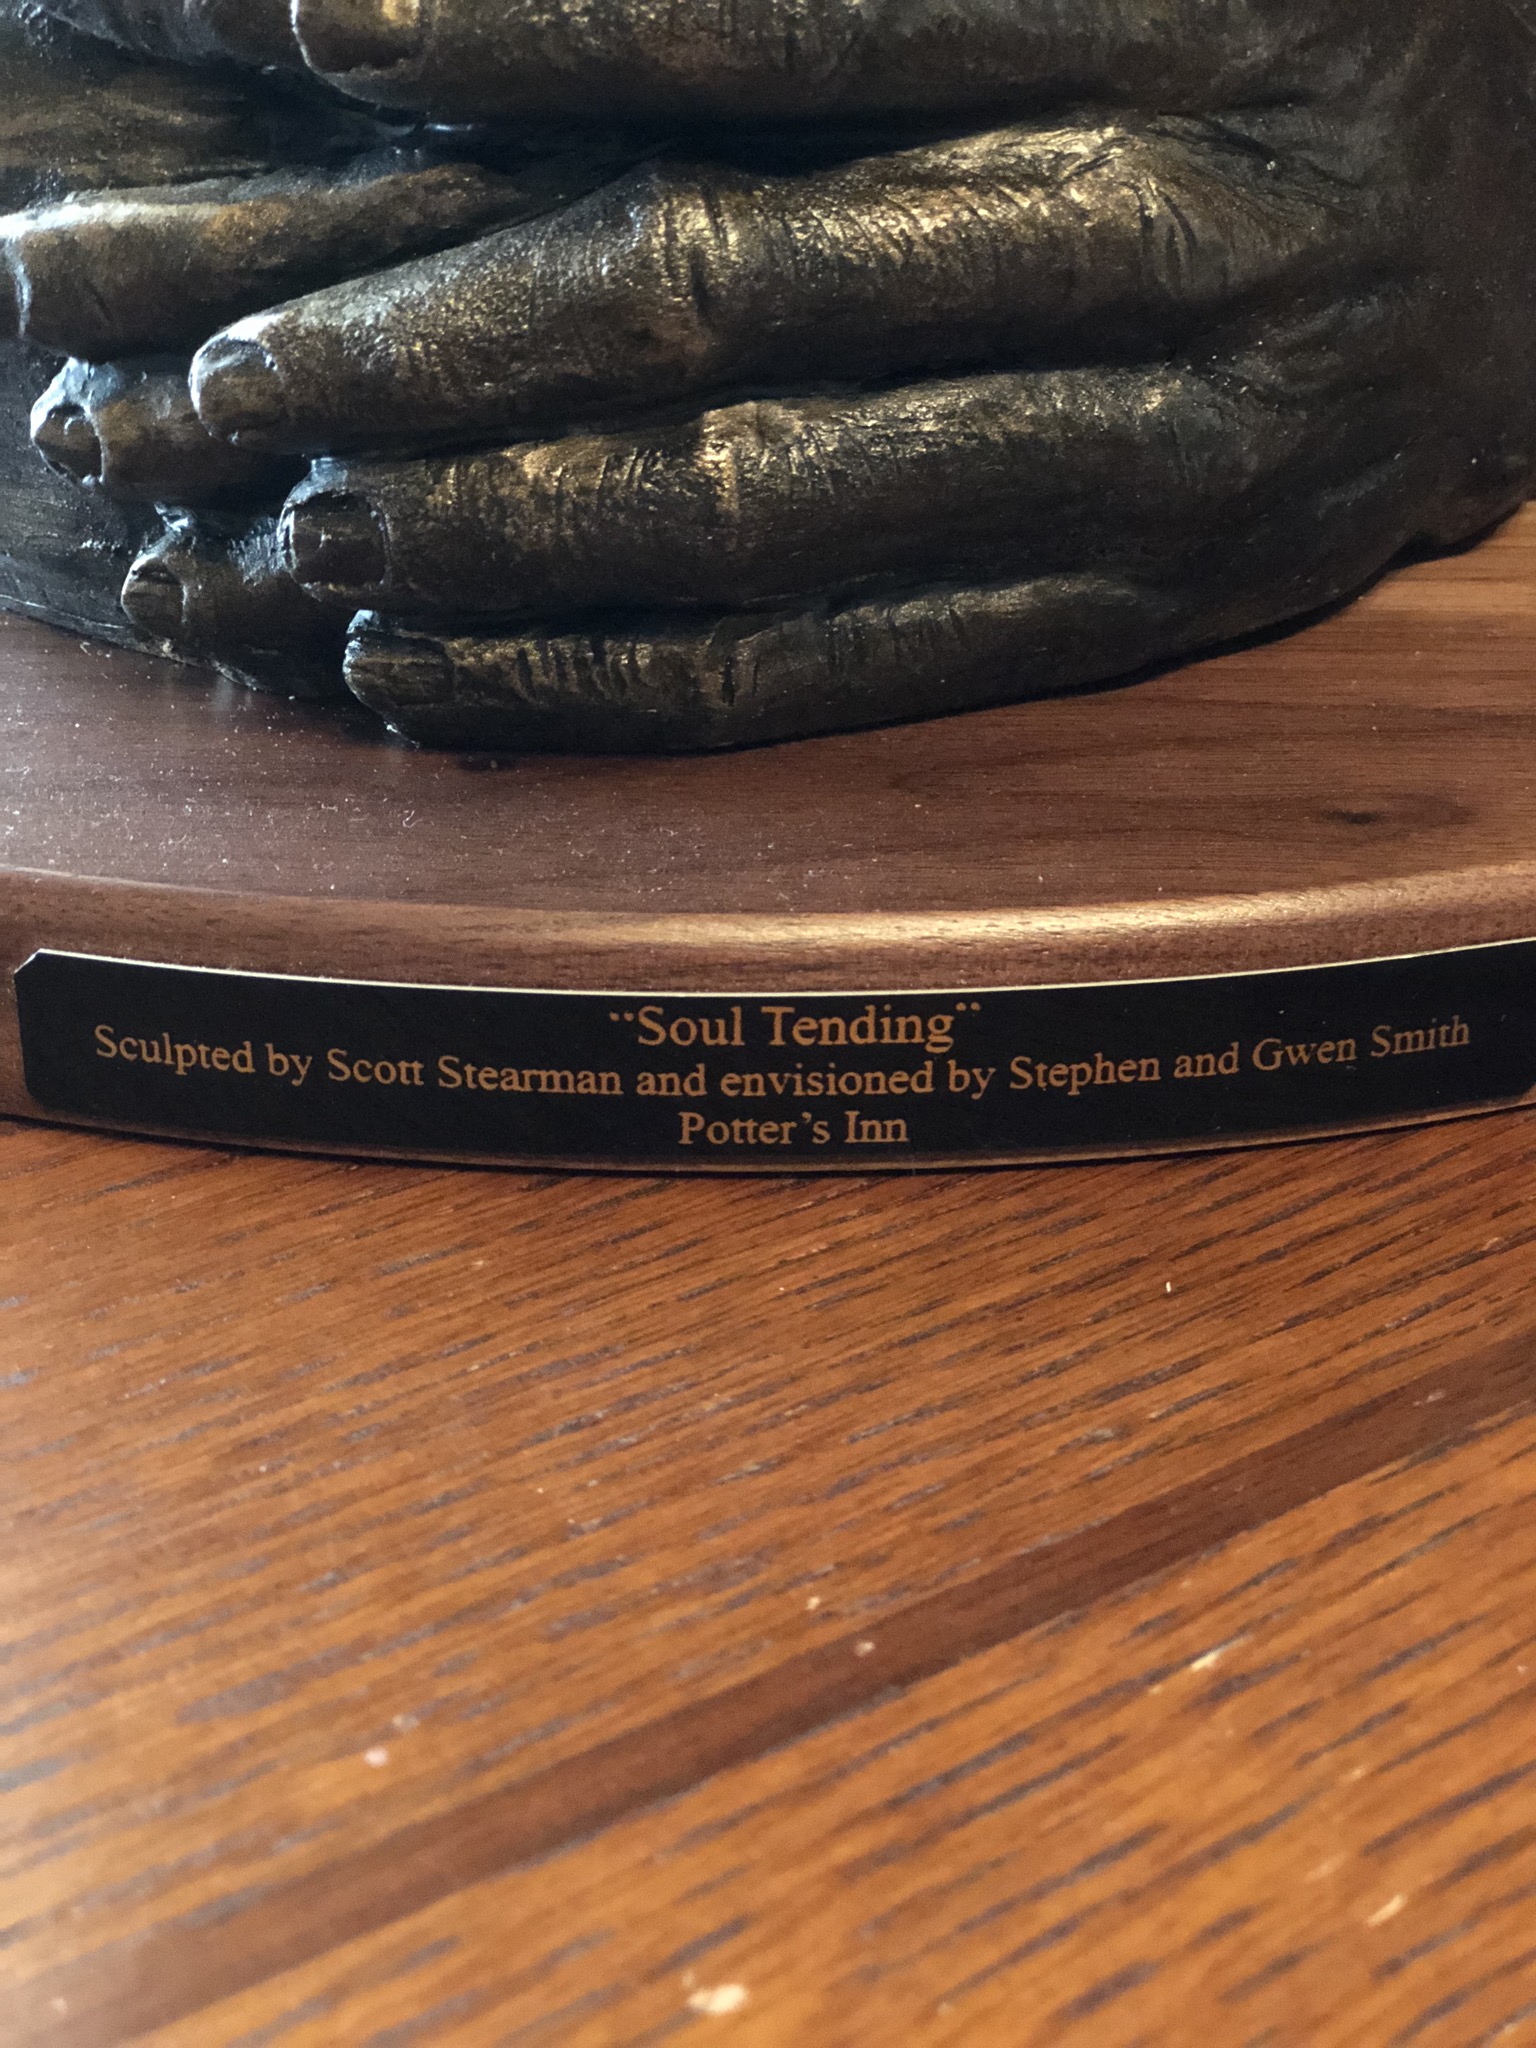 "Soul Tending"
Sculpted by Scott Stearman and envisioned by Stephen and Gwen Smith
Potter's Inn